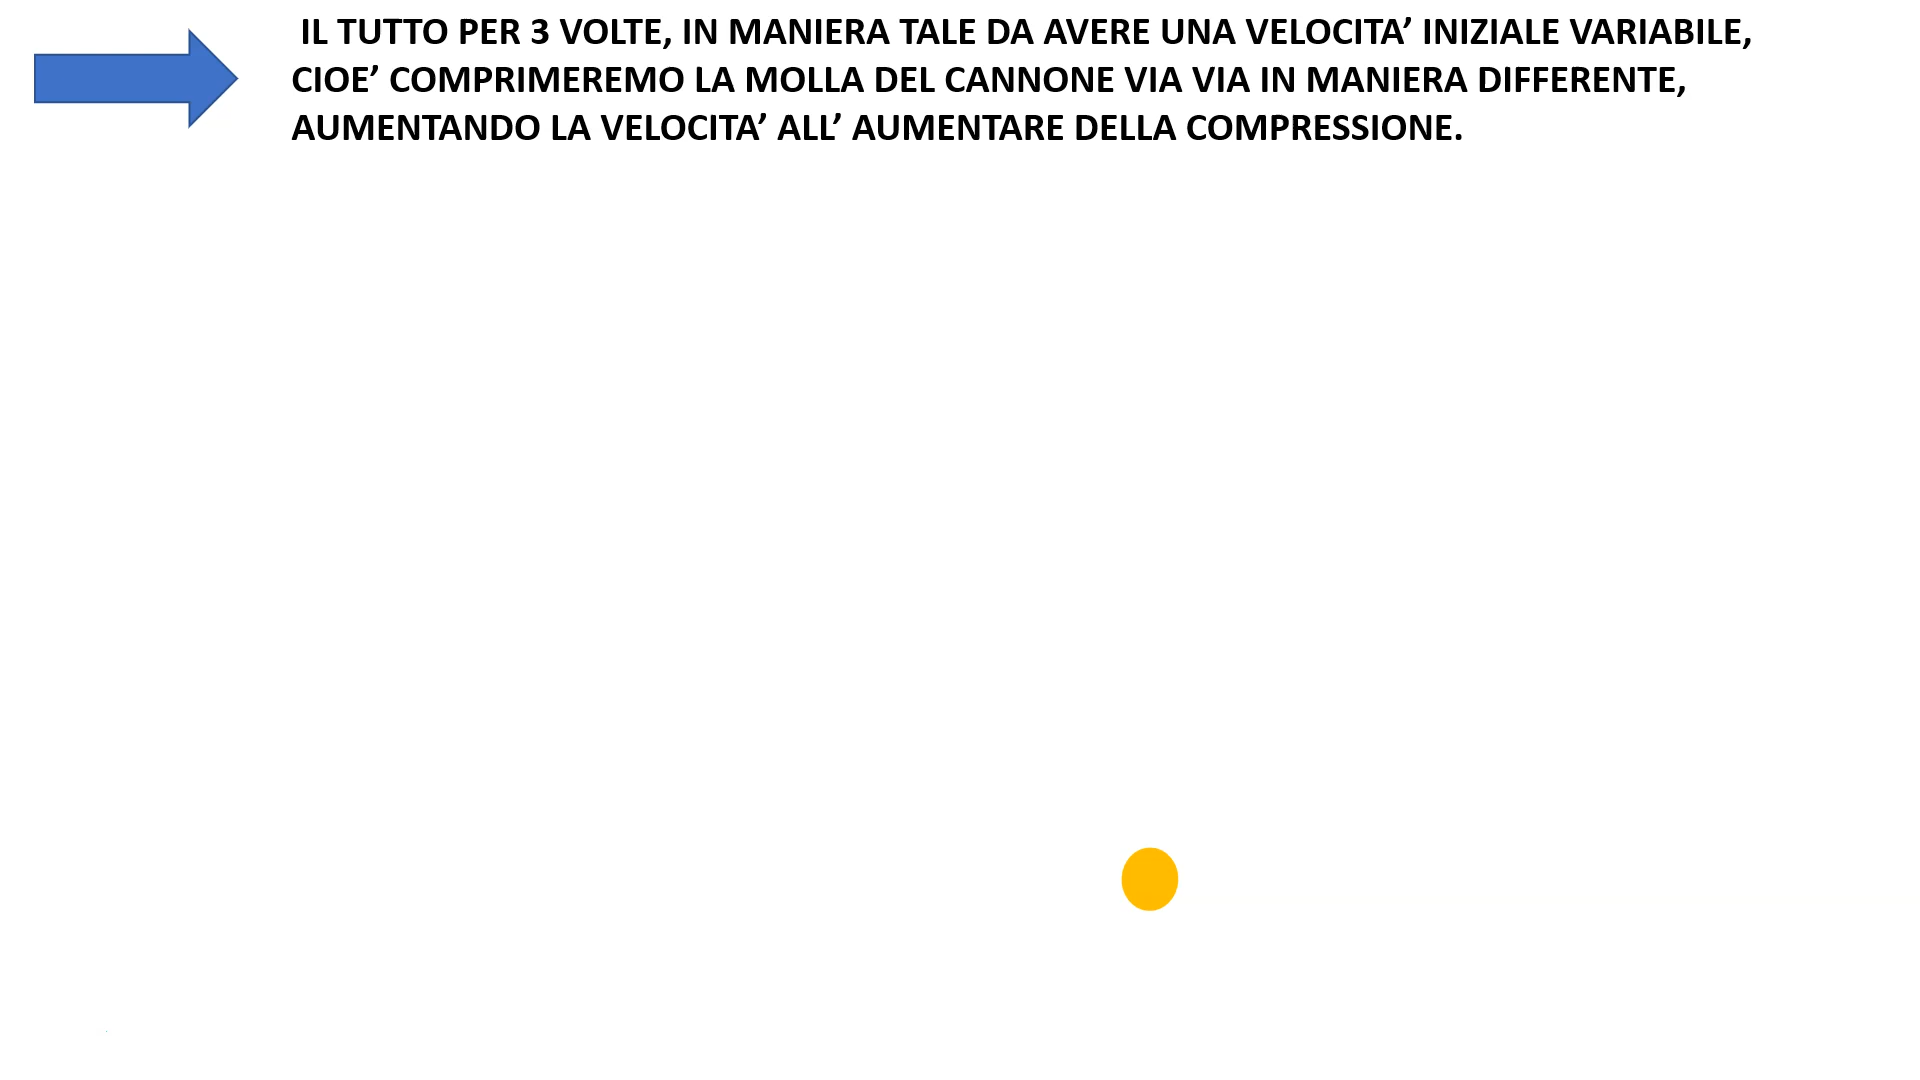 IL TUTTO PER 3 VOLTE, IN MANIERA TALE DA AVERE UNA VELOCITA’ INIZIALE VARIABILE,
CIOE’ COMPRIMEREMO LA MOLLA DEL CANNONE VIA VIA IN MANIERA DIFFERENTE,
AUMENTANDO LA VELOCITA’ ALL’ AUMENTARE DELLA COMPRESSIONE.